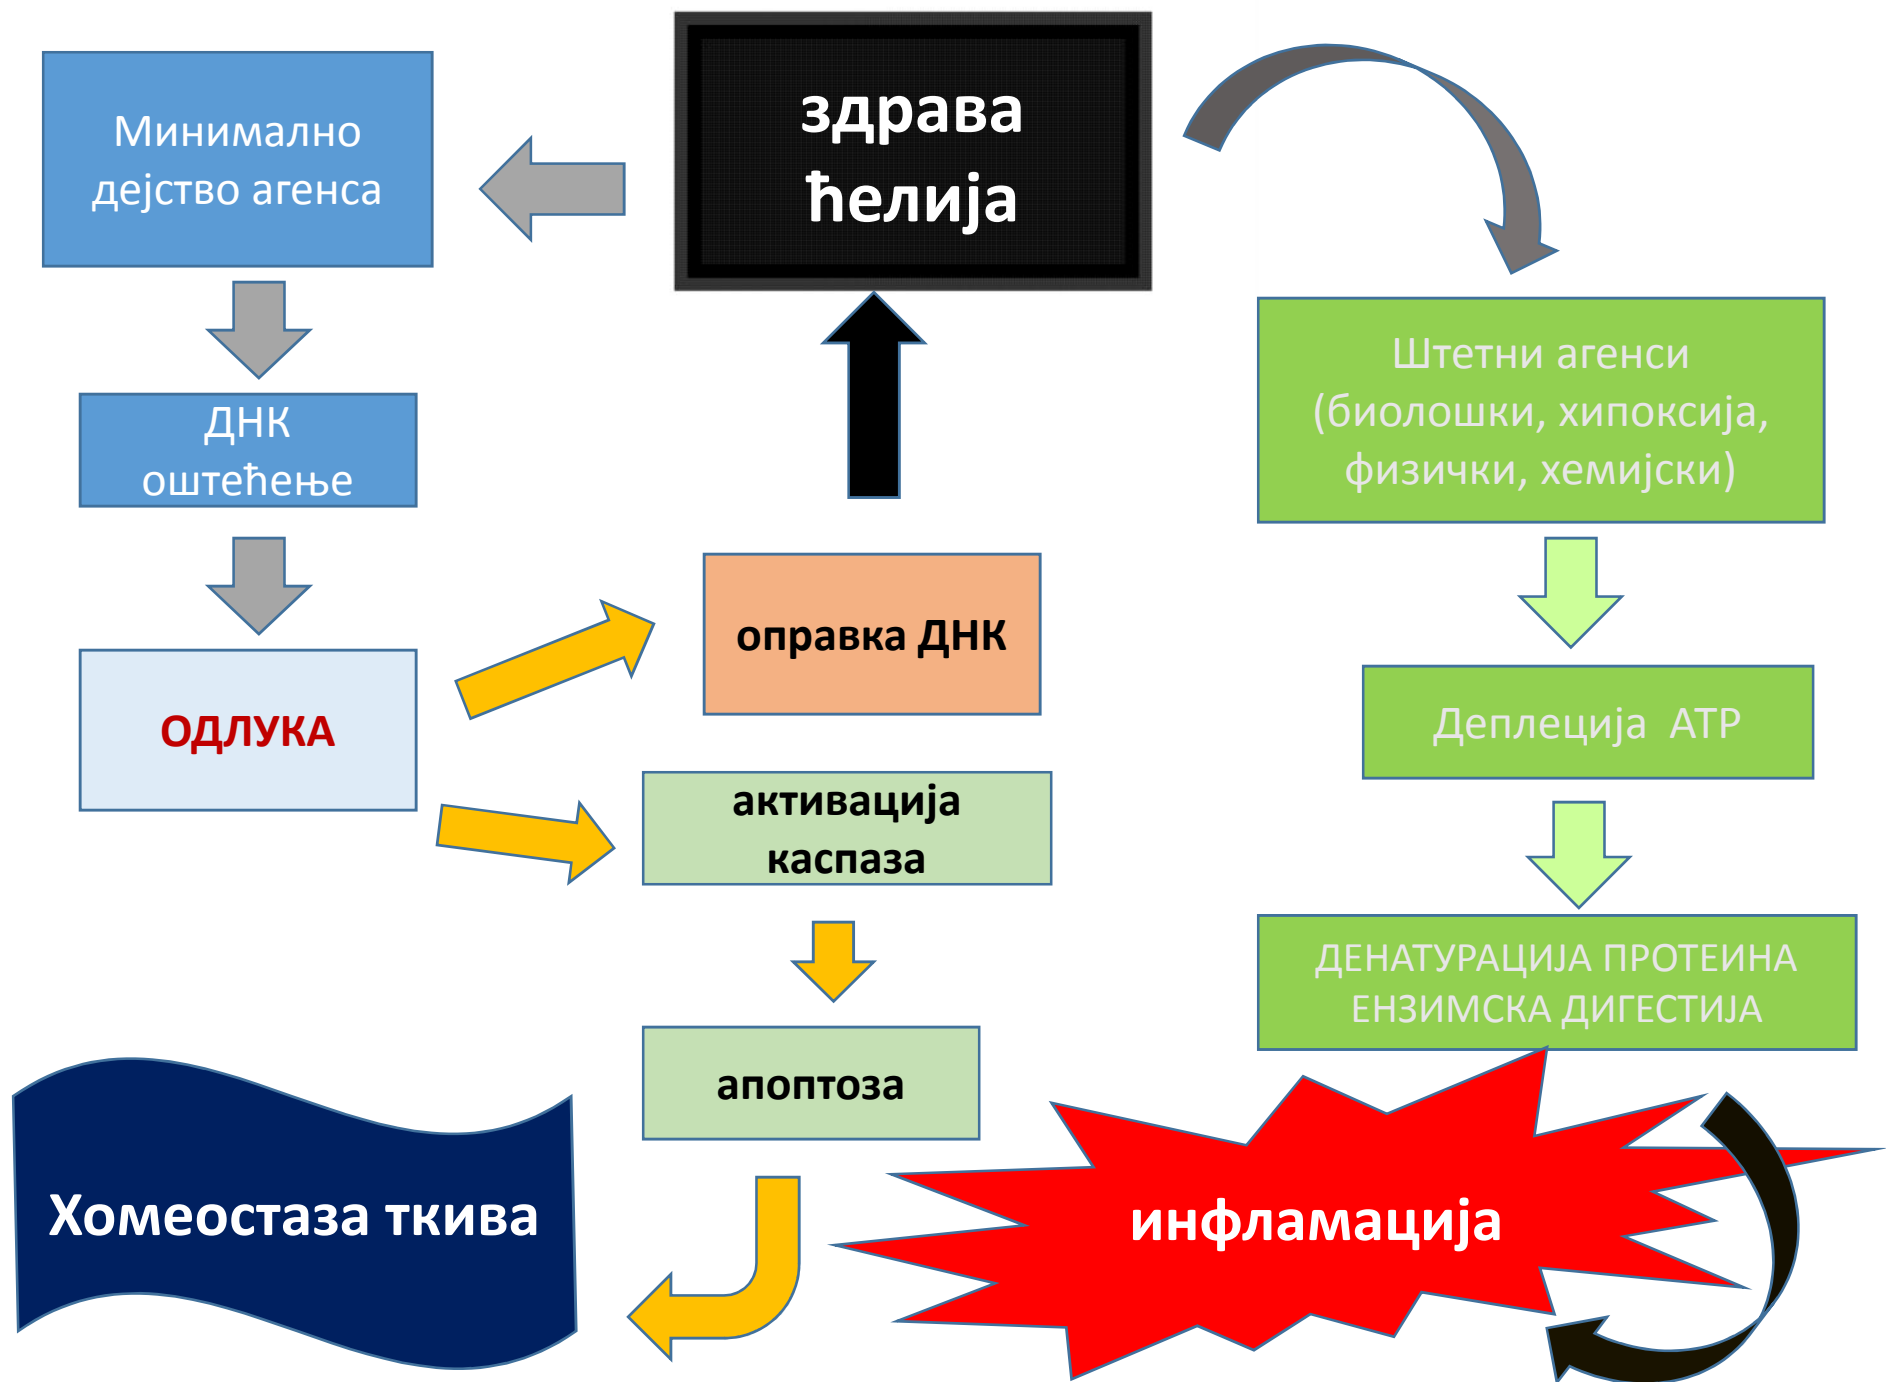 здрава
ћелија
Минимално
дејство агенса
ДНК
оштећење
ОДЛУКА
оправка ДНК
активација
каспаза
апоптоза
Хомеостаза ткива
Штетни агенси
(биолошки, хипоксија,
физички, хемијски)
Деплеција  АТР
ДЕНАТУРАЦИЈА ПРОТЕИНА
ЕНЗИМСКА ДИГЕСТИЈА
инфламација